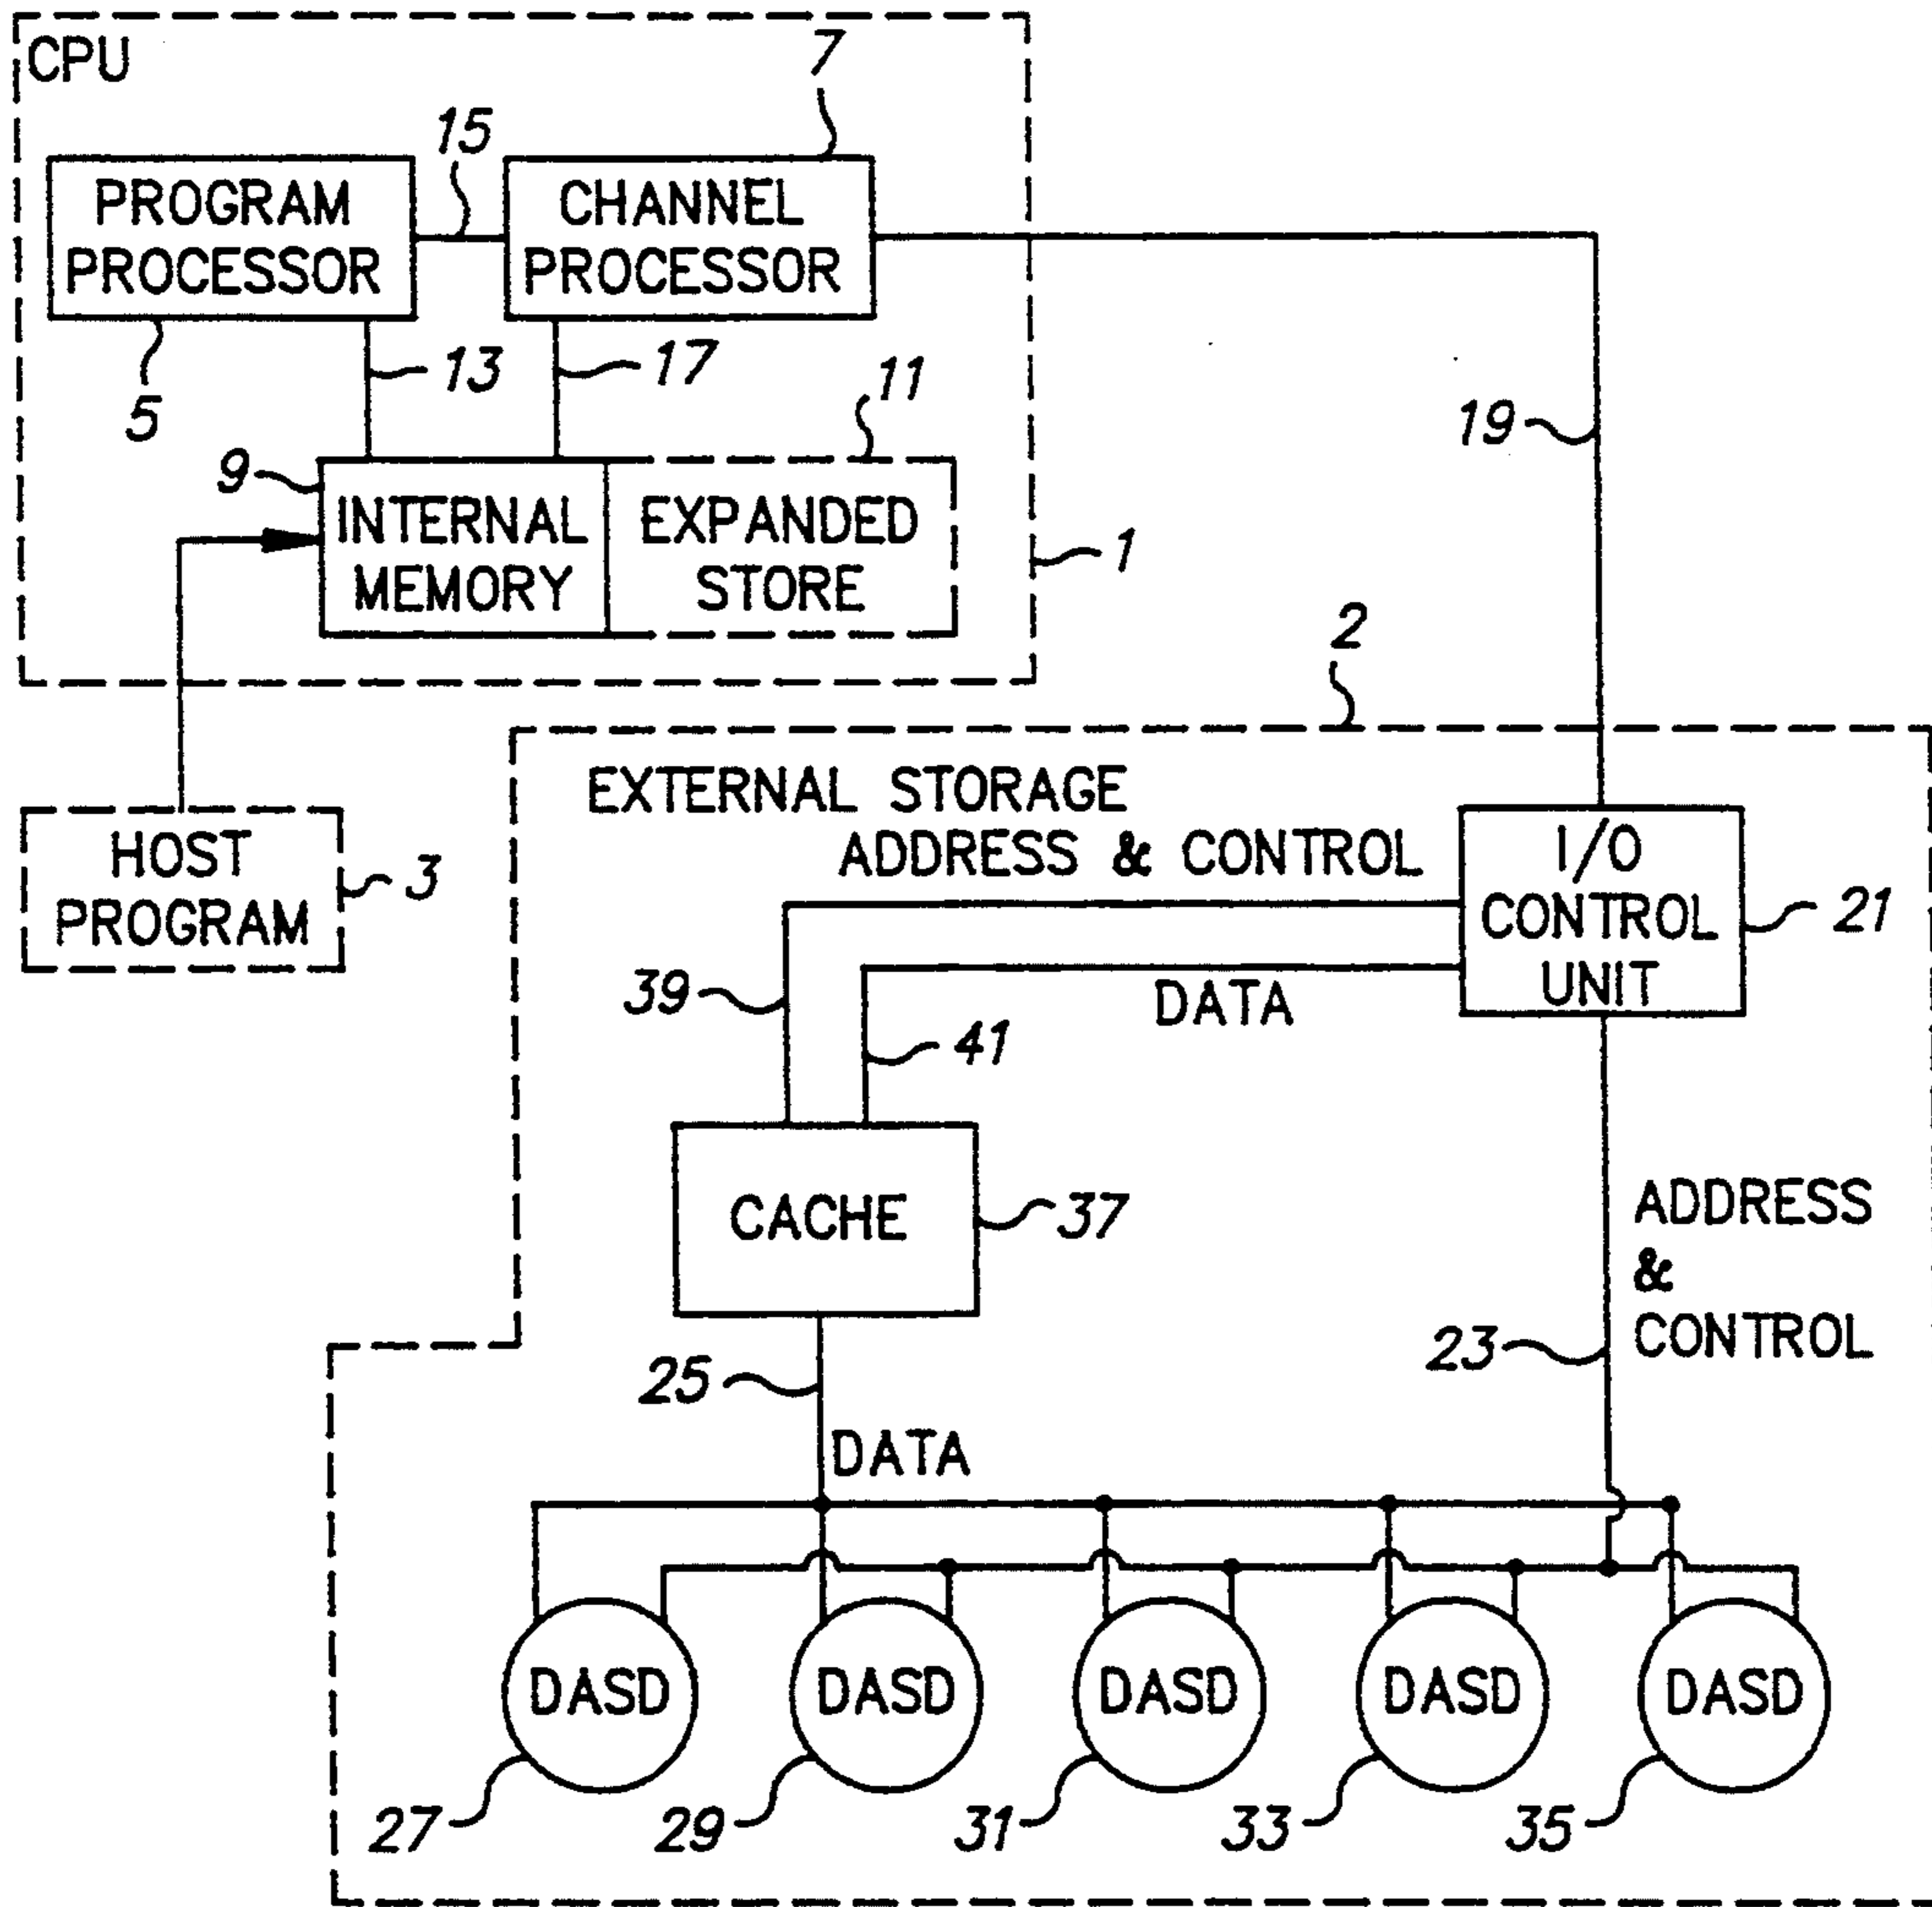 CPU
7
15
PROGRAM
PROCESSOR
CHANNEL
PROCESSOR
13
17
11
5
19
9
INTERNAL
MEMORY
EXPANDED
STORE
1
2
HOST
PROGRAM
3
EXTERNAL STORAGE
ADDRESS & CONTROL
I/O
CONTROL
UNIT
21
39
DATA
41
CACHE
37
ADDRESS
&
CONTROL
23
25
DATA
DASD
DASD
DASD
DASD
DASD
27
29
31
33
35